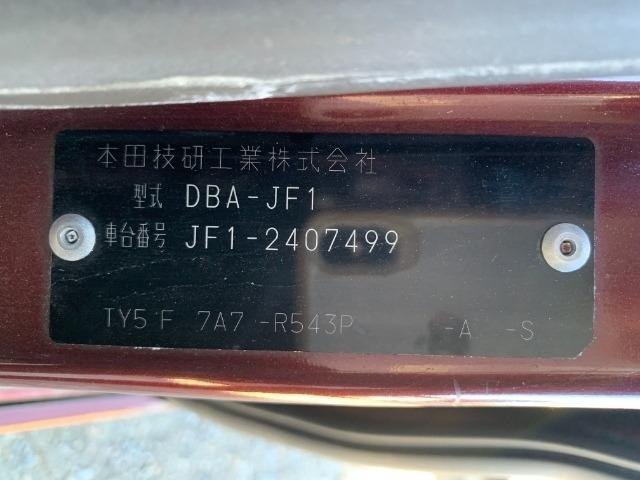 本田技研工業株式会社
型式 DBA-JF1
車台番号 JF1-2407499
TY5 F 7A7 -R543P -A -S